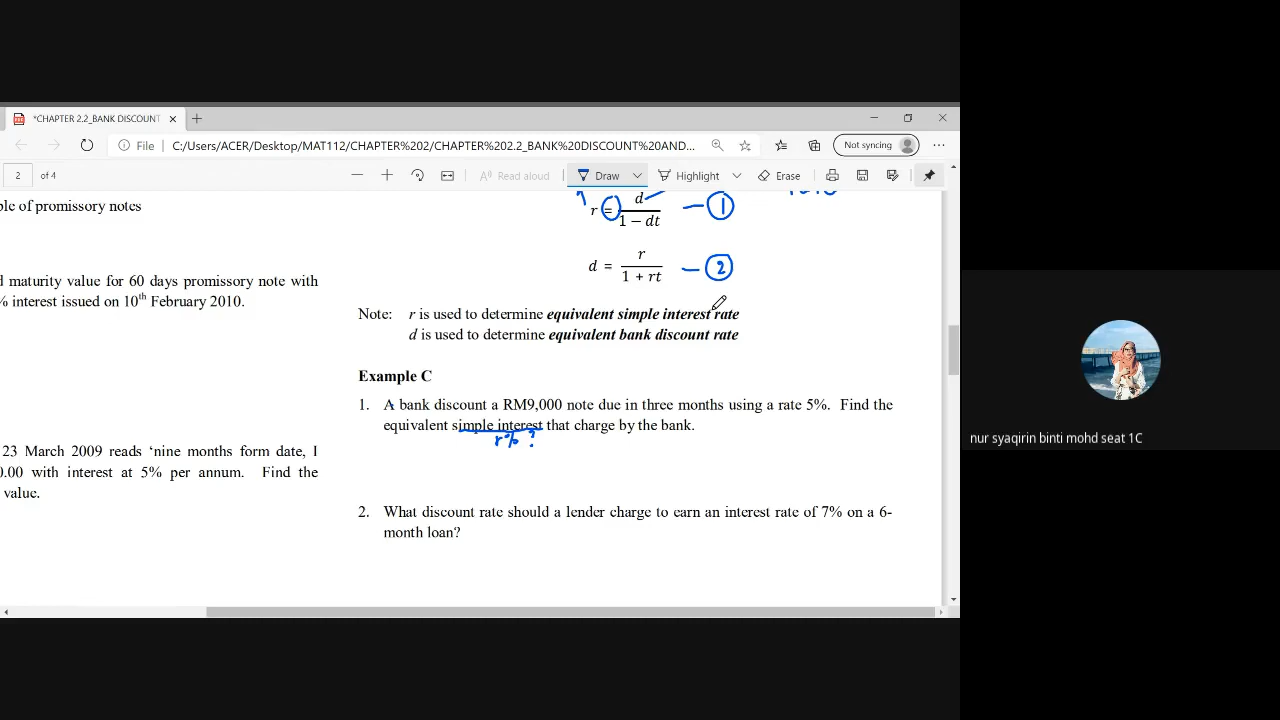 *CHAPTER 2.2_BANK DISCOUNT
File C:/Users/ACER/Desktop/MAT112/CHAPTER%202/CHAPTER%202.2_BANK%20DISCOUNT%20AND... Not syncing
2 of 4 Read aloud Draw Highlight Erase
ple of promissory notes
d maturity value for 60 days promissory note with
% interest issued on 10th February 2010.
23 March 2009 reads ‘nine months form date, I
0.00 with interest at 5% per annum. Find the
value.
r = d / 1 − dt — 1
d = r / 1 + rt — 2
Note: r is used to determine equivalent simple interest rate
d is used to determine equivalent bank discount rate
Example C
1. A bank discount a RM9,000 note due in three months using a rate 5%. Find the
equivalent simple interest that charge by the bank.
r% ?
2. What discount rate should a lender charge to earn an interest rate of 7% on a 6-
month loan?
nur syaqirin binti mohd seat 1C